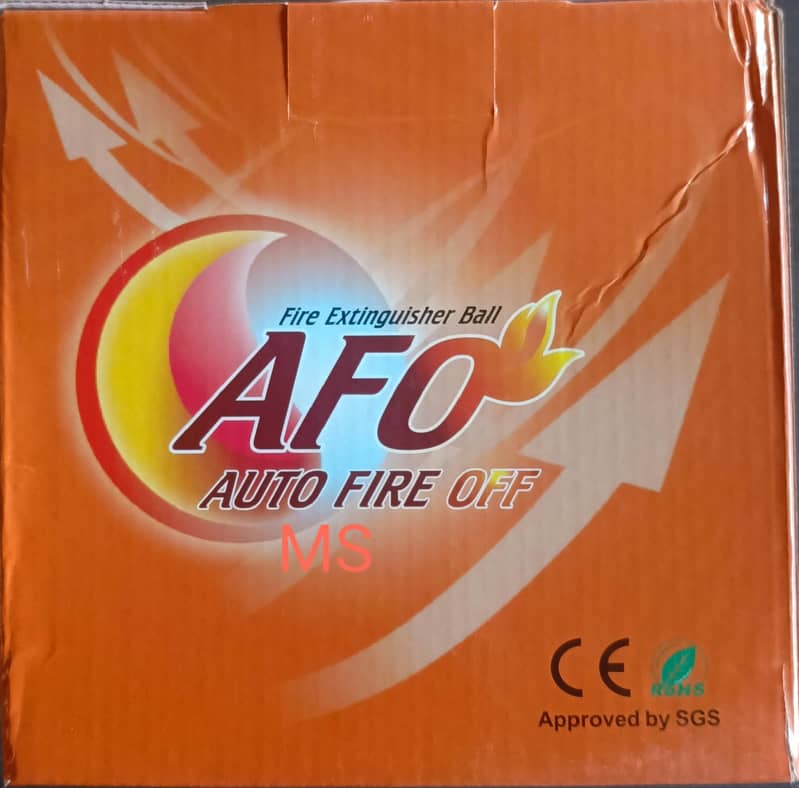 Fire Extinguisher Ball
AFO
AUTO FIRE OFF
MS
CE RoHS
Approved by SGS